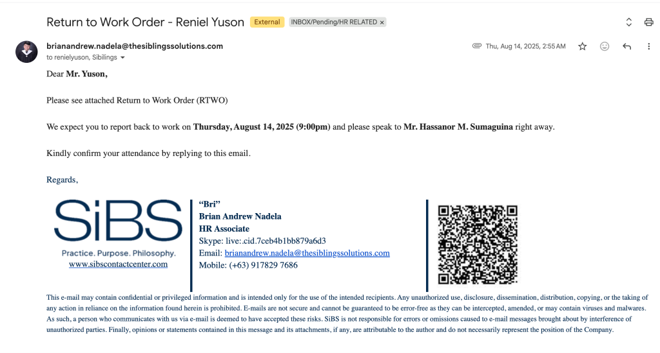 Return to Work Order - Reniel Yuson External INBOX/Pending/HR RELATED ×
brianandrew.nadela@thesiblingssolutions.com
Thu, Aug 14, 2025, 2:55 AM
to renielyuson, Sibilings
Dear Mr. Yuson,
Please see attached Return to Work Order (RTWO)
We expect you to report back to work on Thursday, August 14, 2025 (9:00pm) and please speak to Mr. Hassanor M. Sumaguina right away.
Kindly confirm your attendance by replying to this email.
Regards,
SiBS
Practice. Purpose. Philosophy.
www.sibscontactcenter.com
“Bri”
Brian Andrew Nadela
HR Associate
Skype: live:.cid.7ceb4b1bb879a6d3
Email: brianandrew.nadela@thesiblingssolutions.com
Mobile: (+63) 917829 7686
This e-mail may contain confidential or privileged information and is intended only for the use of the intended recipients. Any unauthorized use, disclosure, dissemination, distribution, copying, or the taking of
any action in reliance on the information found herein is prohibited. E-mails are not secure and cannot be guaranteed to be error-free as they can be intercepted, amended, or may contain viruses and malwares.
As such, a person who communicates with us via e-mail is deemed to have accepted these risks. SiBS is not responsible for errors or omissions caused to e-mail messages brought about by interference of
unauthorized parties. Finally, opinions or statements contained in this message and its attachments, if any, are attributable to the author and do not necessarily represent the position of the Company.